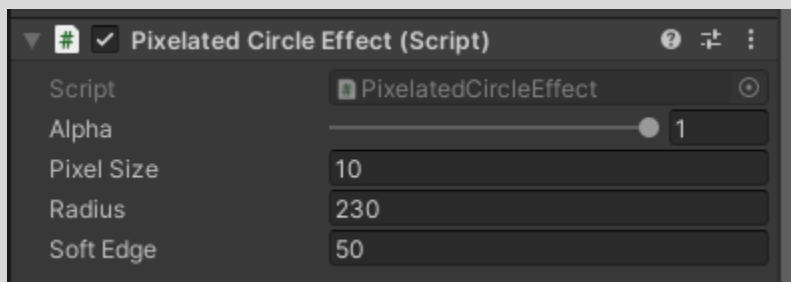 # Pixelated Circle Effect (Script)
Script # PixelatedCircleEffect
Alpha 1
Pixel Size 10
Radius 230
Soft Edge 50